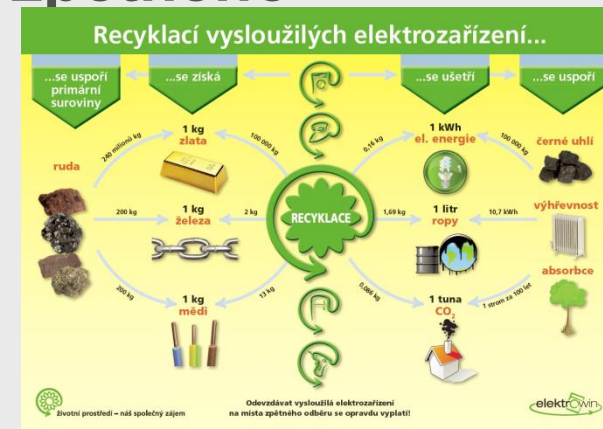 Recyklací vysloužilých elektrozařízení...
...se uspoří
primární
suroviny
...se získá
...se ušetří
...se uspoří
ruda
240 milionů kg
1 kg
zlata
100 000 kg
200 kg
1 kg
železa
2 kg
200 kg
1 kg
mědi
13 kg
RECYKLACE
0,16 kg
1 kWh
el. energie
100 000 kg
černé uhlí
1,69 kg
1 litr
ropy
10,7 kWh
výhřevnost
0,086 kg
1 tuna
CO2
1 strom za 100 let
absorbce
životní prostředí – náš společný zájem
Odevzdávat vysloužilá elektrozařízení
na místa zpětného odběru se opravdu vyplatí!
elektrowin